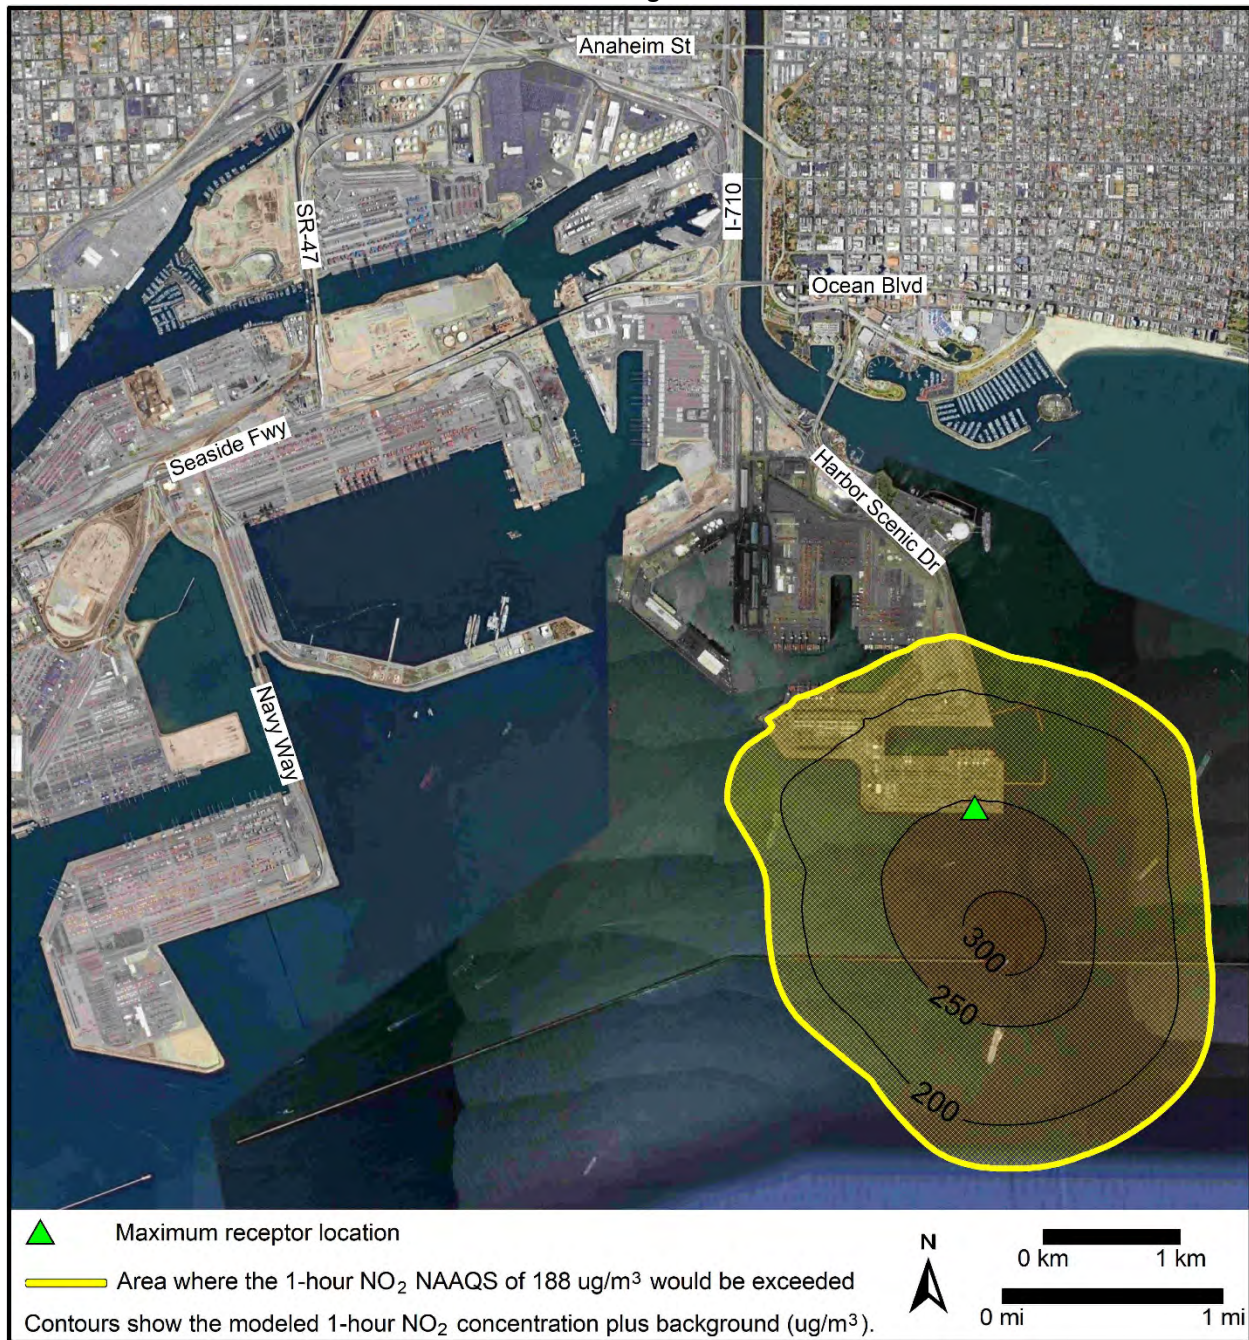 Anaheim St
SR-47
I-710
Ocean Blvd
Seaside Fwy
Harbor Scenic Dr
Navy Way
300
250
200
Maximum receptor location
Area where the 1-hour NO₂ NAAQS of 188 ug/m³ would be exceeded
Contours show the modeled 1-hour NO₂ concentration plus background (ug/m³).
N
0 km 1 km
0 mi 1 mi